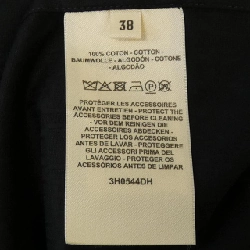 38
100% COTON - COTTON
BAUMWOLLE - ALGODÓN - COTONE
- ALGODÃO
PROTÉGER LES ACCESSOIRES
AVANT ENTRETIEN - PROTECT THE
ACCESSORIES BEFORE CLEANING
- VOR DEM REINIGEN DIE
ACCESSOIRES ABDECKEN -
PROTEGER LOS ACCESORIOS
ANTES DE LAVAR - PROTEGGERE
GLI ACCESSORI PRIMA DEL
LAVAGGIO - PROTEGER OS
ACESSÓRIOS ANTES DE LIMPAR
3H0544DH